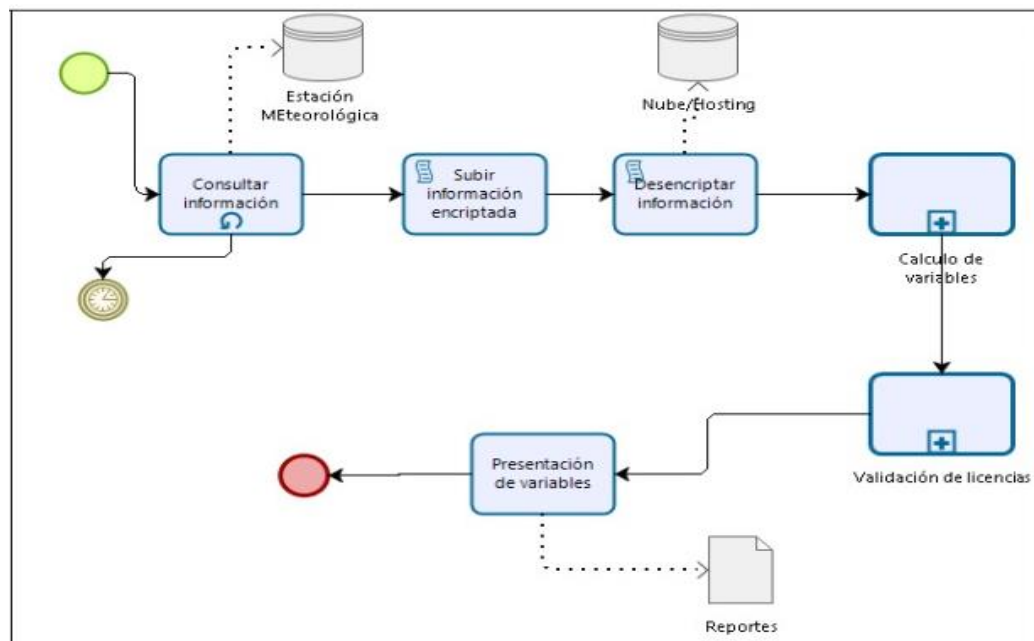 Estación
MEteorológica
Nube/Hosting
Consultar
información
Subir
información
encriptada
Desencriptar
información
Calculo de
variables
Presentación
de variables
Validación de licencias
Reportes